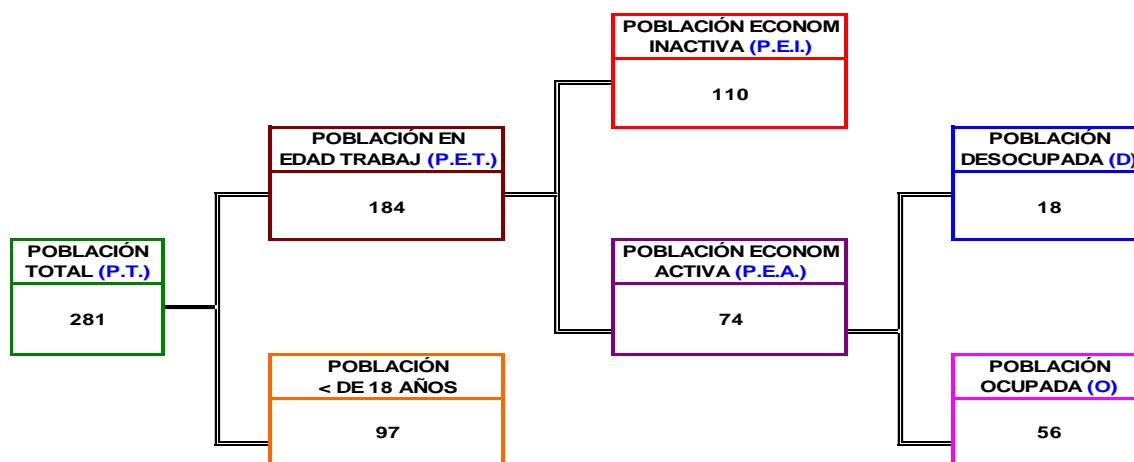 POBLACIÓN ECONOM
INACTIVA (P.E.I.)
110
POBLACIÓN EN
EDAD TRABAJ (P.E.T.)
184
POBLACIÓN
DESOCUPADA (D)
18
POBLACIÓN
TOTAL (P.T.)
281
POBLACIÓN ECONOM
ACTIVA (P.E.A.)
74
POBLACIÓN
< DE 18 AÑOS
97
POBLACIÓN
OCUPADA (O)
56